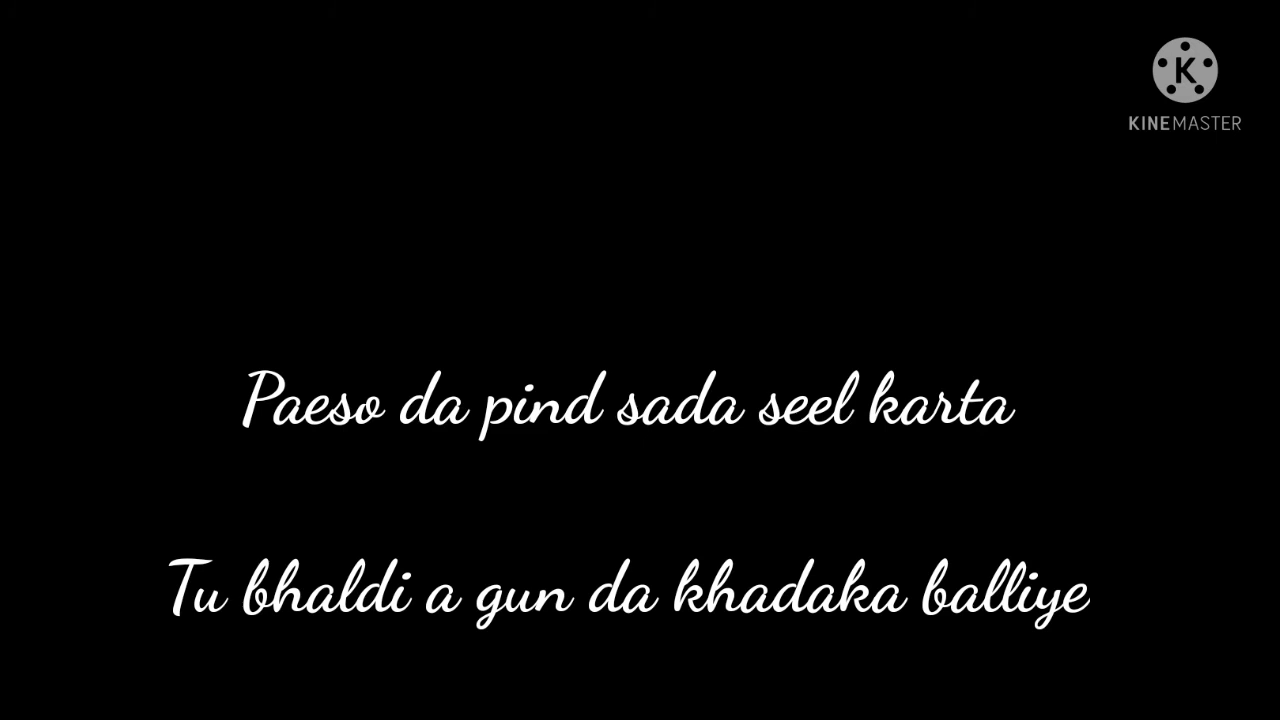 K
KINEMASTER
Paeso da pind sada seel karta
Tu bhaldi a gun da khadaka balliye